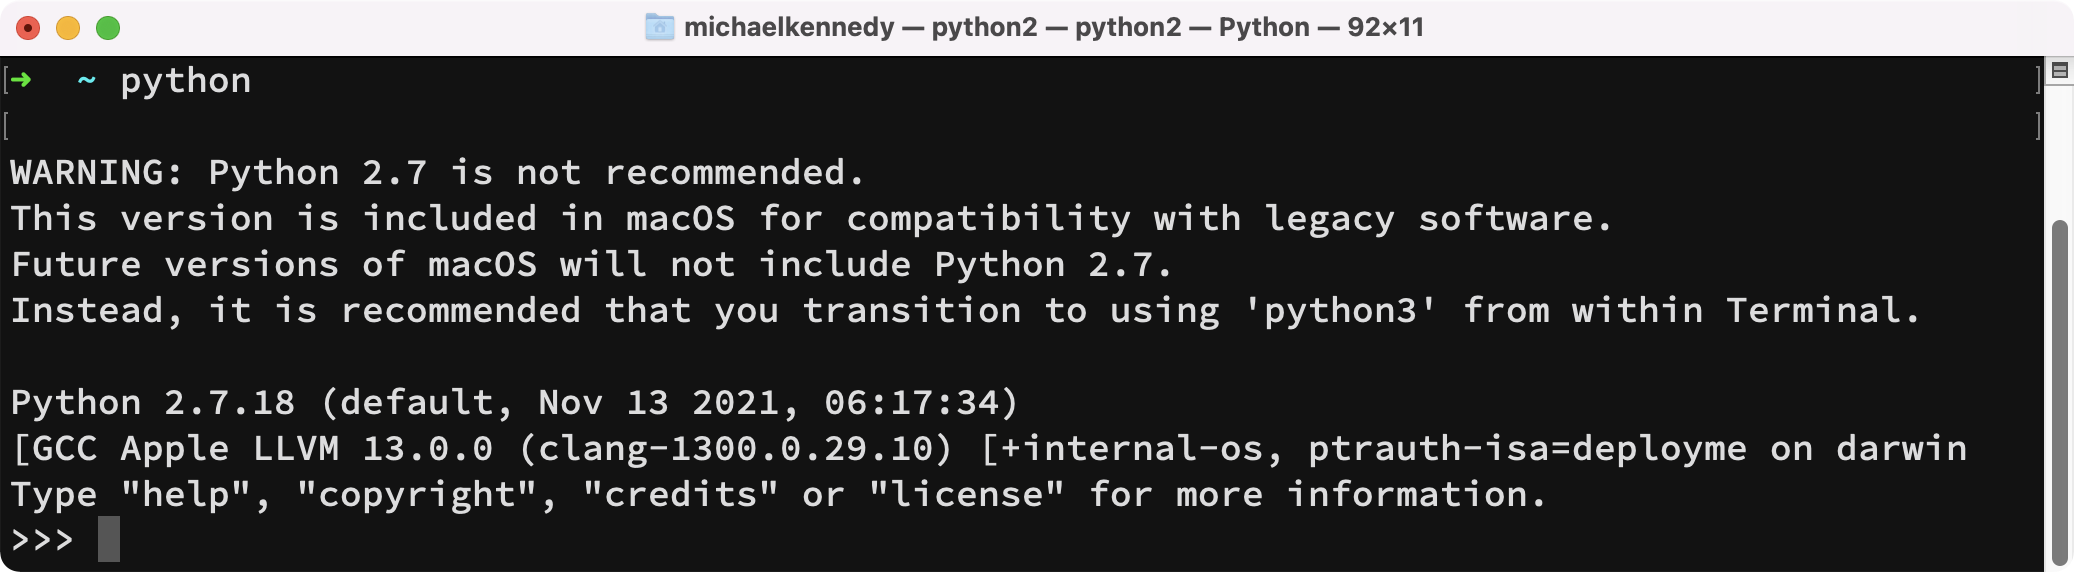 michaelkennedy — python2 — python2 — Python — 92×11
[➜  ~ python ]
[ ]
WARNING: Python 2.7 is not recommended.
This version is included in macOS for compatibility with legacy software.
Future versions of macOS will not include Python 2.7.
Instead, it is recommended that you transition to using 'python3' from within Terminal.
Python 2.7.18 (default, Nov 13 2021, 06:17:34)
[GCC Apple LLVM 13.0.0 (clang-1300.0.29.10) [+internal-os, ptrauth-isa=deployme on darwin
Type "help", "copyright", "credits" or "license" for more information.
>>>